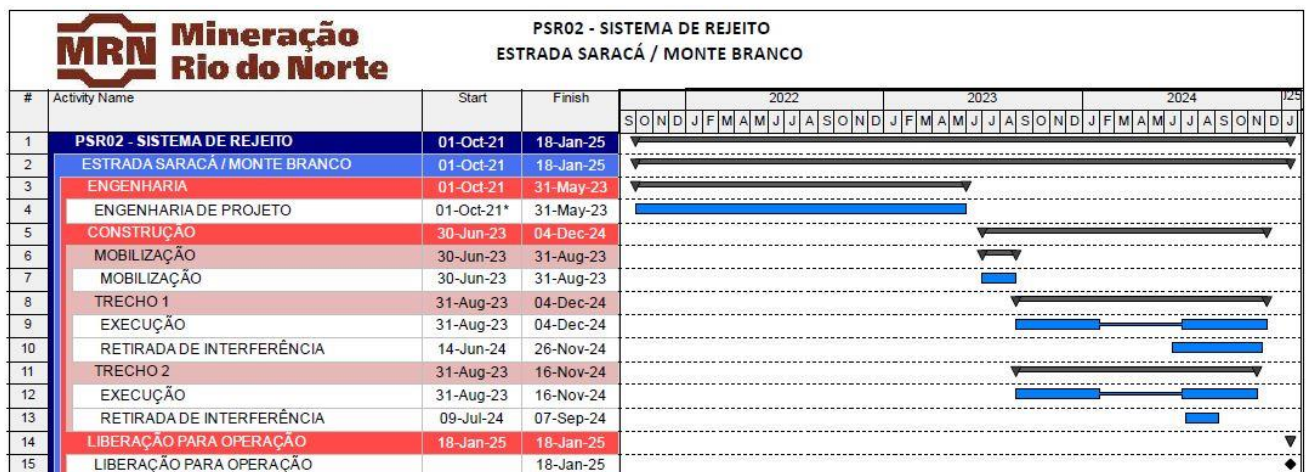 MRN Mineração
Rio do Norte
PSR02 - SISTEMA DE REJEITO
ESTRADA SARACÁ / MONTE BRANCO
# Activity Name Start Finish 2022 2023 2024 J25
S O N D J F M A M J J A S O N D J F M A M J J A S O N D J F M A M J J A S O N D J
1 PSR02 - SISTEMA DE REJEITO 01-Oct-21 18-Jan-25
2 ESTRADA SARACÁ / MONTE BRANCO 01-Oct-21 18-Jan-25
3 ENGENHARIA 01-Oct-21 31-May-23
4 ENGENHARIA DE PROJETO 01-Oct-21* 31-May-23
5 CONSTRUÇÃO 30-Jun-23 04-Dec-24
6 MOBILIZAÇÃO 30-Jun-23 31-Aug-23
7 MOBILIZAÇÃO 30-Jun-23 31-Aug-23
8 TRECHO 1 31-Aug-23 04-Dec-24
9 EXECUÇÃO 31-Aug-23 04-Dec-24
10 RETIRADA DE INTERFERÊNCIA 14-Jun-24 26-Nov-24
11 TRECHO 2 31-Aug-23 16-Nov-24
12 EXECUÇÃO 31-Aug-23 16-Nov-24
13 RETIRADA DE INTERFERÊNCIA 09-Jul-24 07-Sep-24
14 LIBERAÇÃO PARA OPERAÇÃO 18-Jan-25 18-Jan-25
15 LIBERAÇÃO PARA OPERAÇÃO 18-Jan-25